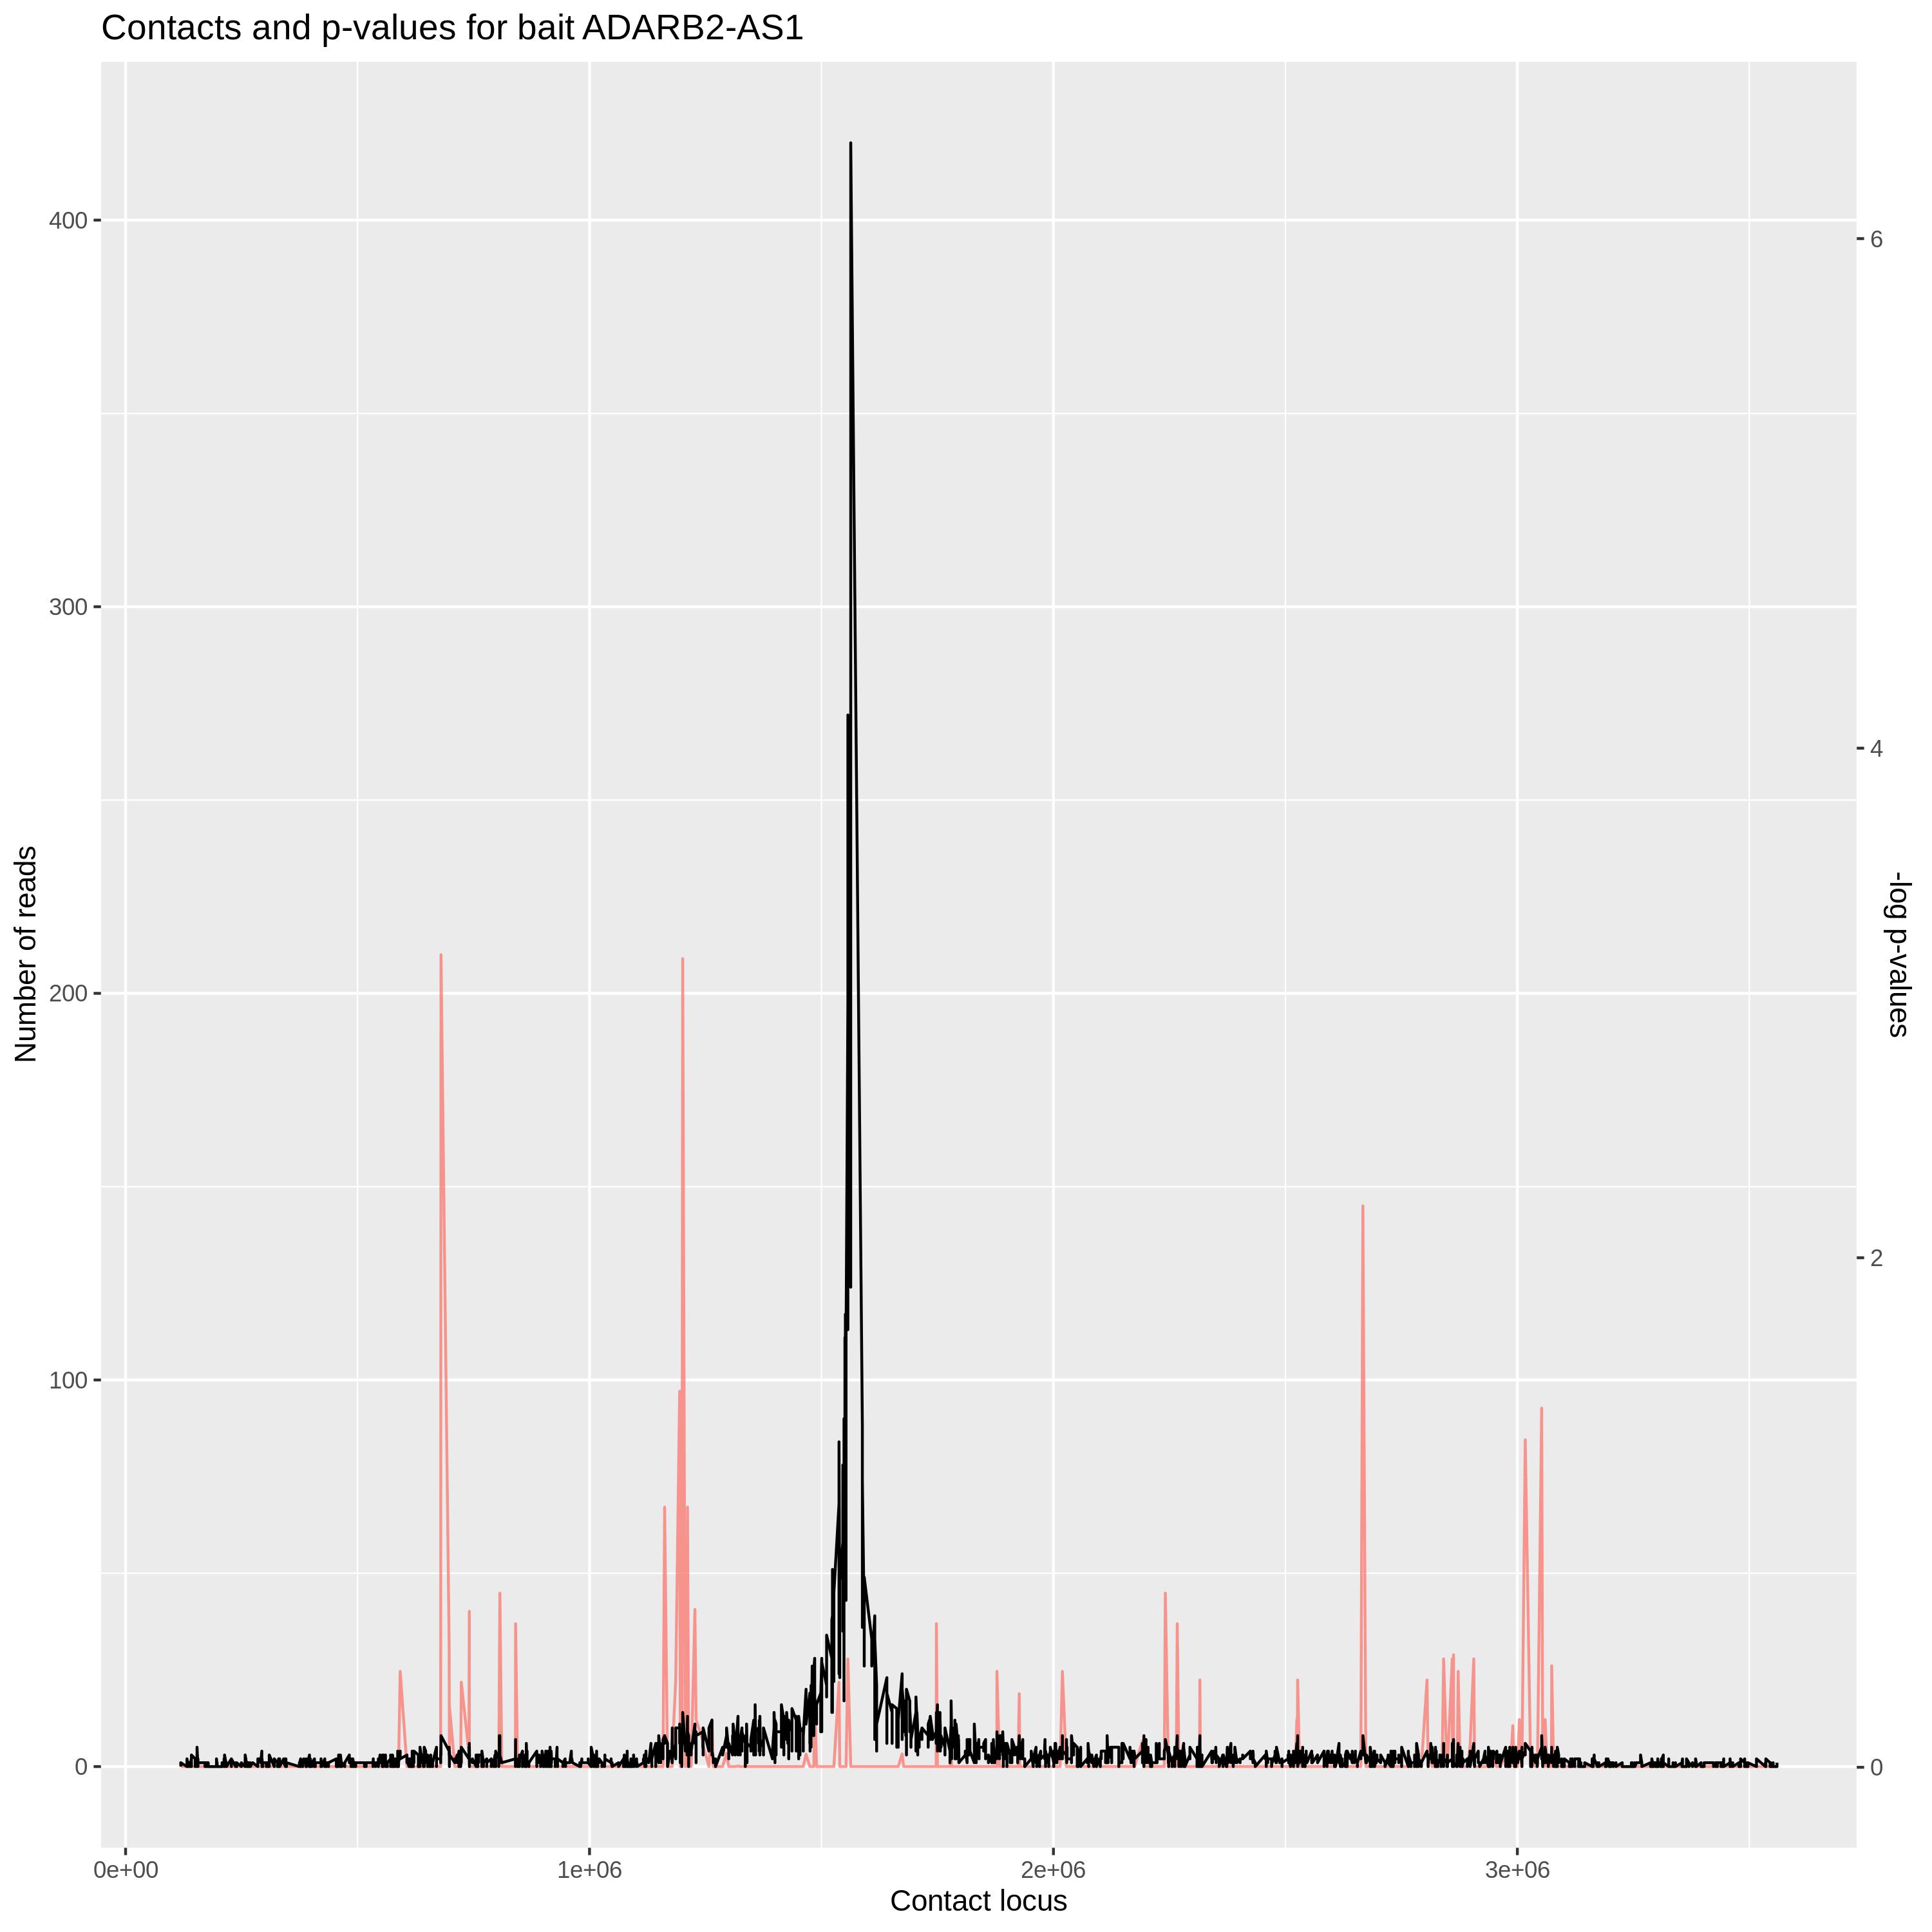 Contacts and p-values for bait ADARB2-AS1
400
300
200
100
0
Number of reads
6
4
2
0
-log p-values
0e+00
1e+06
2e+06
3e+06
Contact locus